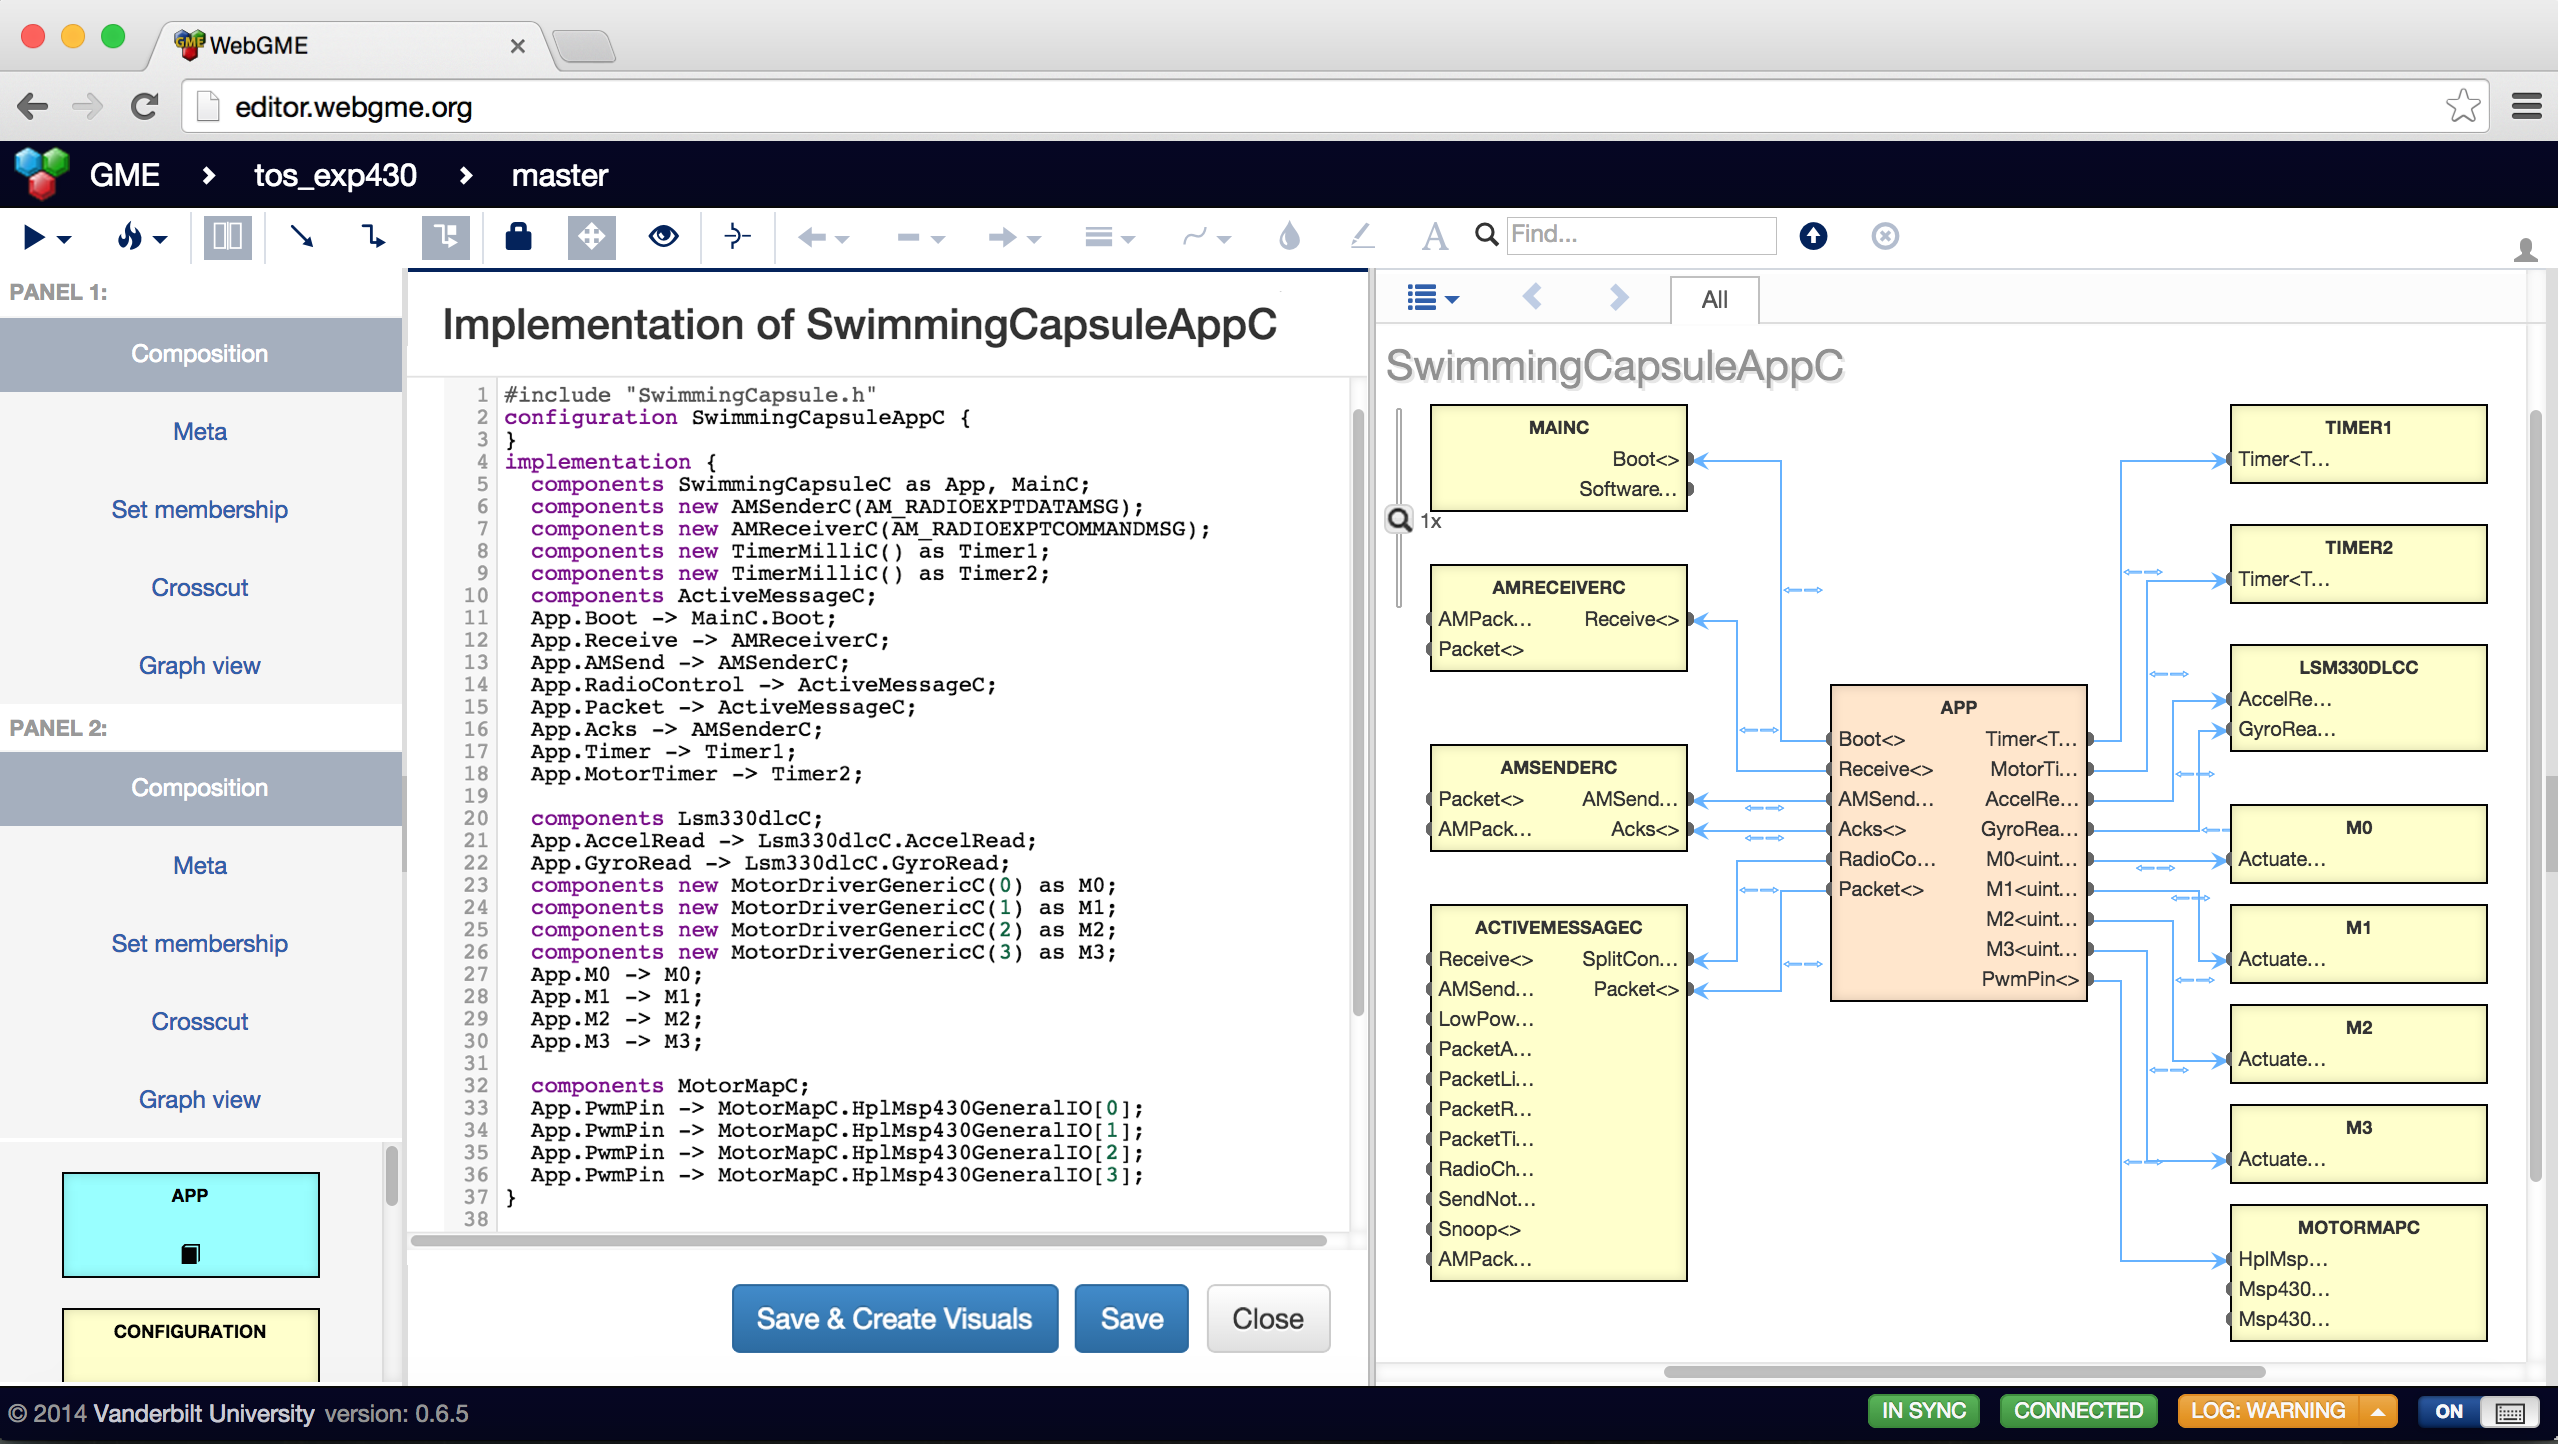 WebGME
editor.webgme.org
GME > tos_exp430 > master
Find...
PANEL 1:
Composition
Meta
Set membership
Crosscut
Graph view
PANEL 2:
Composition
Meta
Set membership
Crosscut
Graph view
APP
CONFIGURATION
Implementation of SwimmingCapsuleAppC
1 #include "SwimmingCapsule.h"
2 configuration SwimmingCapsuleAppC {
3 }
4 implementation {
5 components SwimmingCapsuleC as App, MainC;
6 components new AMSenderC(AM_RADIOEXPTDATAMSG);
7 components new AMReceiverC(AM_RADIOEXPTCOMMANDMSG);
8 components new TimerMilliC() as Timer1;
9 components new TimerMilliC() as Timer2;
10 components ActiveMessageC;
11 App.Boot -> MainC.Boot;
12 App.Receive -> AMReceiverC;
13 App.AMSend -> AMSenderC;
14 App.RadioControl -> ActiveMessageC;
15 App.Packet -> ActiveMessageC;
16 App.Acks -> AMSenderC;
17 App.Timer -> Timer1;
18 App.MotorTimer -> Timer2;
19
20 components Lsm330dlcC;
21 App.AccelRead -> Lsm330dlcC.AccelRead;
22 App.GyroRead -> Lsm330dlcC.GyroRead;
23 components new MotorDriverGenericC(0) as M0;
24 components new MotorDriverGenericC(1) as M1;
25 components new MotorDriverGenericC(2) as M2;
26 components new MotorDriverGenericC(3) as M3;
27 App.M0 -> M0;
28 App.M1 -> M1;
29 App.M2 -> M2;
30 App.M3 -> M3;
31
32 components MotorMapC;
33 App.PwmPin -> MotorMapC.HplMsp430GeneralIO[0];
34 App.PwmPin -> MotorMapC.HplMsp430GeneralIO[1];
35 App.PwmPin -> MotorMapC.HplMsp430GeneralIO[2];
36 App.PwmPin -> MotorMapC.HplMsp430GeneralIO[3];
37 }
38
Save & Create Visuals
Save
Close
All
SwimmingCapsuleAppC
1x
MAINC
Boot<>
Software...
AMRECEIVERC
AMPack... Receive<>
Packet<>
AMSENDERC
Packet<> AMSend...
AMPack... Acks<>
ACTIVEMESSAGEC
Receive<> SplitCon...
AMSend... Packet<>
LowPow...
PacketA...
PacketLi...
PacketR...
PacketTi...
RadioCh...
SendNot...
Snoop<>
AMPack...
APP
Boot<> Timer<T...
Receive<> MotorTi...
AMSend... AccelRe...
Acks<> GyroRea...
RadioCo... M0<uint...
Packet<> M1<uint...
M2<uint...
M3<uint...
PwmPin<>
TIMER1
Timer<T...
TIMER2
Timer<T...
LSM330DLCC
AccelRe...
GyroRea...
M0
Actuate...
M1
Actuate...
M2
Actuate...
M3
Actuate...
MOTORMAPC
HplMsp...
Msp430...
Msp430...
© 2014 Vanderbilt University version: 0.6.5
IN SYNC
CONNECTED
LOG: WARNING
ON